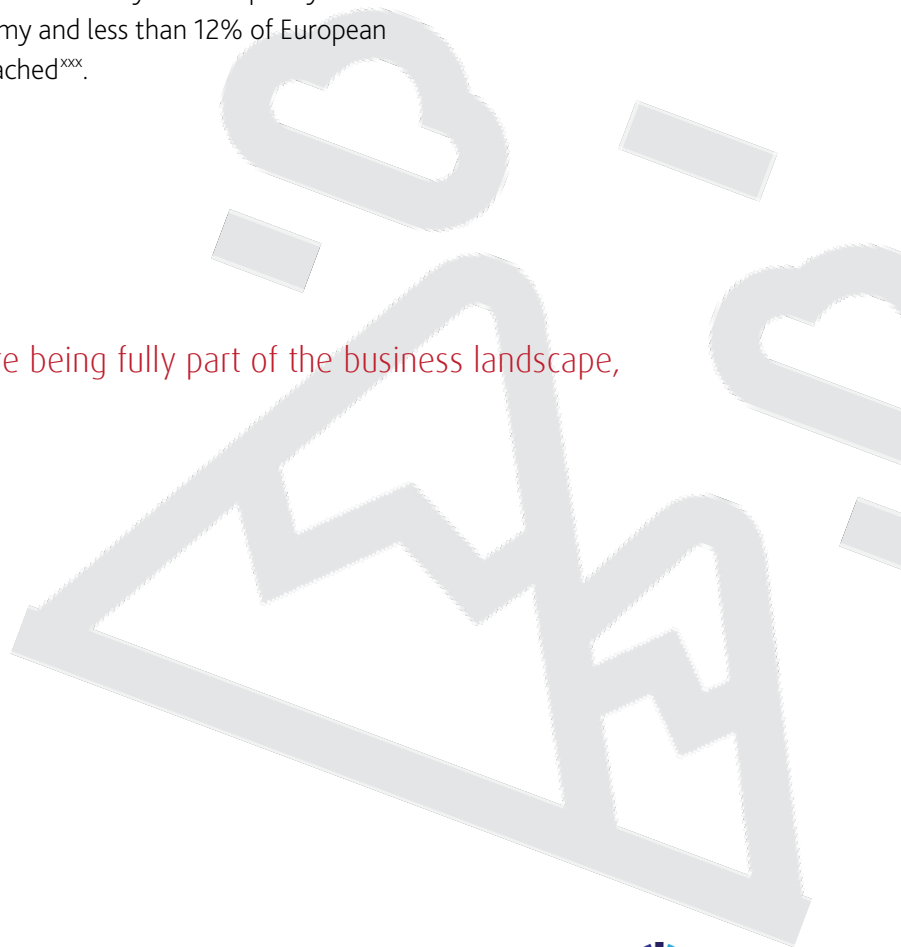 my and less than 12% of European
ached xxx.
e being fully part of the business landscape,